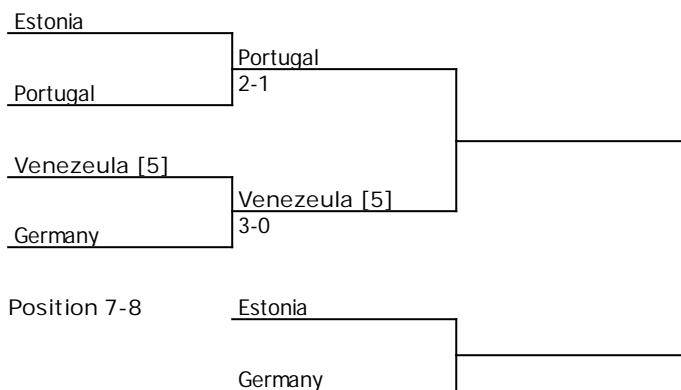 Estonia
Portugal
2-1
Portugal
Venezeula [5]
Venezeula [5]
3-0
Germany
Position 7-8
Estonia
Germany